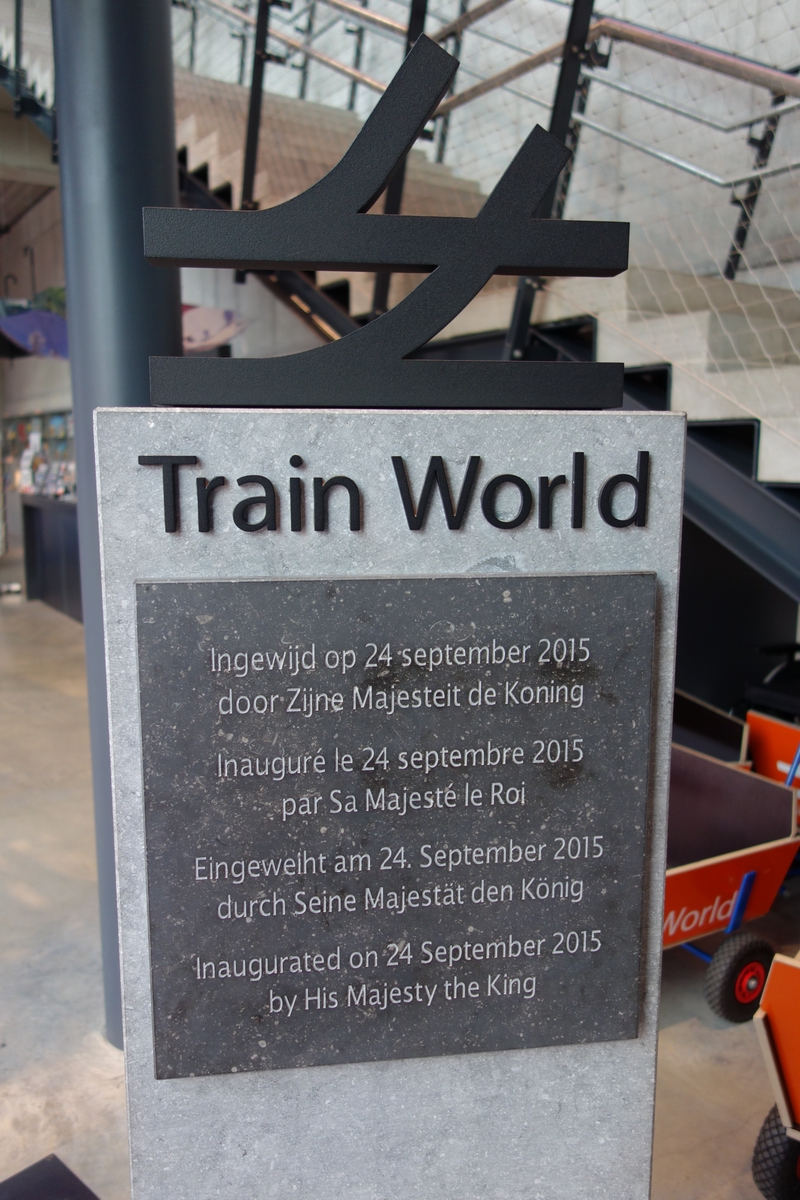 Train World
Ingewijd op 24 september 2015
door Zijne Majesteit de Koning
Inauguré le 24 septembre 2015
par Sa Majesté le Roi
Eingeweiht am 24. September 2015
durch Seine Majestät den König
Inaugurated on 24 September 2015
by His Majesty the King
World